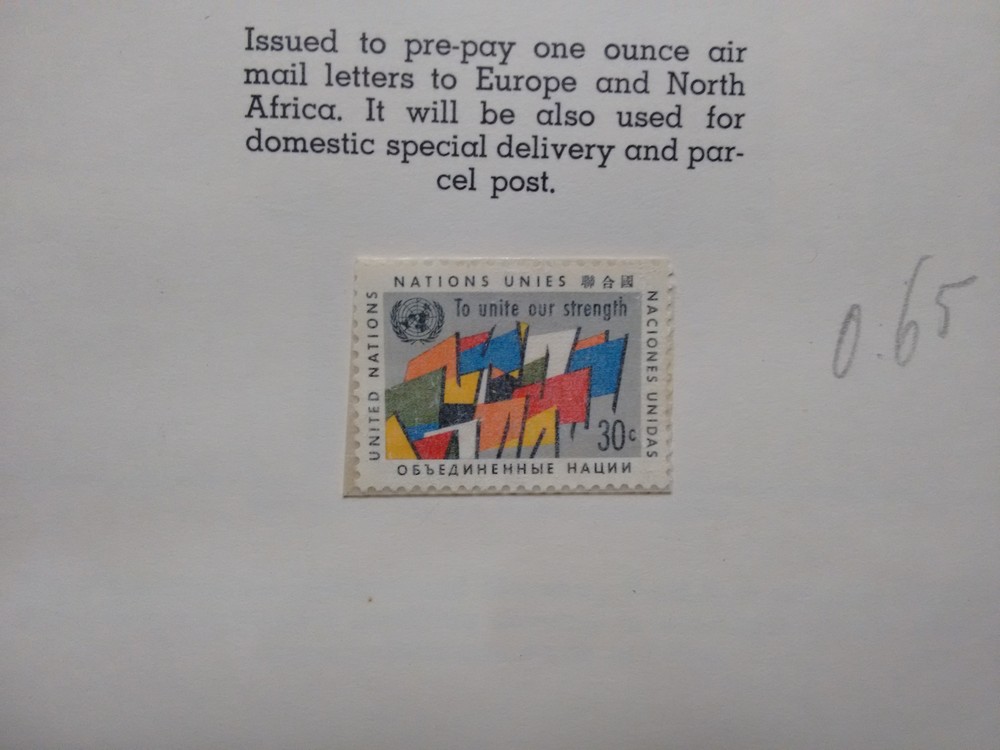 Issued to pre-pay one ounce air
mail letters to Europe and North
Africa. It will be also used for
domestic special delivery and par-
cel post.
NATIONS UNIES 聯合國
UNITED NATIONS
To unite our strength
NACIONES UNIDAS
30c
ОБЪЕДИНЕННЫЕ НАЦИИ
0.65